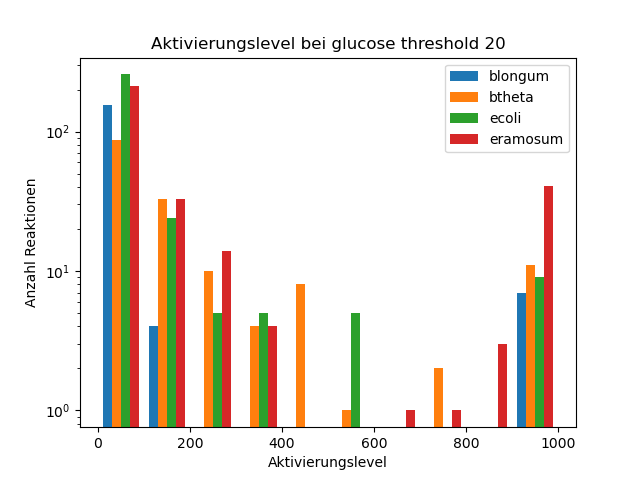 Aktivierungslevel bei glucose threshold 20
blongum
btheta
ecoli
eramosum
Anzahl Reaktionen
10²
10¹
10⁰
0 200 400 600 800 1000
Aktivierungslevel